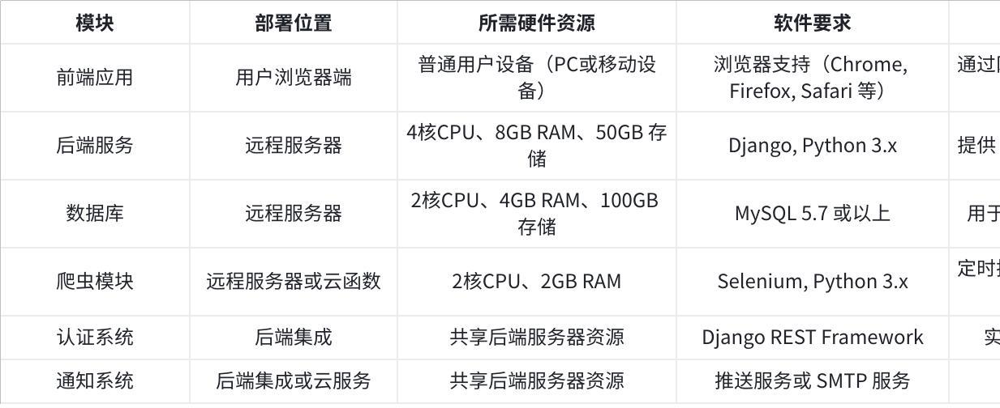 模块 部署位置 所需硬件资源 软件要求
前端应用 用户浏览器端 普通用户设备（PC或移动设备） 浏览器支持（Chrome, Firefox, Safari 等） 通过
后端服务 远程服务器 4核CPU、8GB RAM、50GB 存储 Django, Python 3.x 提供
数据库 远程服务器 2核CPU、4GB RAM、100GB 存储 MySQL 5.7 或以上 用于
爬虫模块 远程服务器或云函数 2核CPU、2GB RAM Selenium, Python 3.x 定时
认证系统 后端集成 共享后端服务器资源 Django REST Framework 实
通知系统 后端集成或云服务 共享后端服务器资源 推送服务或 SMTP 服务